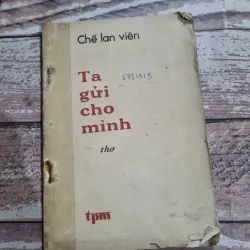 Chế lan viên
Ta
gửi
cho
mình
thơ
tpm